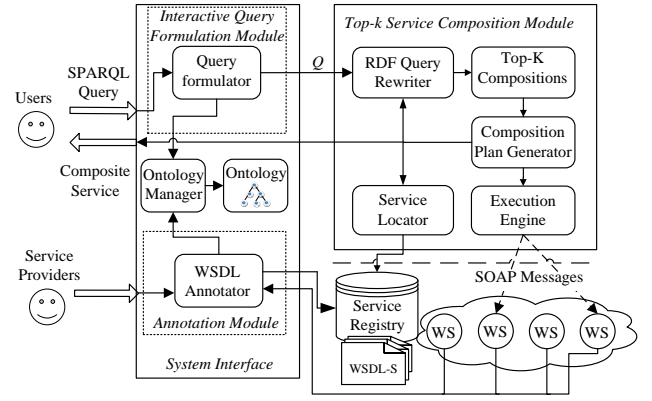 Interactive Query
Formulation Module
Top-k Service Composition Module
SPARQL
Query
Query
formulator
Q
RDF Query
Rewriter
Top-K
Compositions
Users
Composition
Plan Generator
Composite
Service
Ontology
Manager
Ontology
Service
Locator
Execution
Engine
Service
Providers
WSDL
Annotator
SOAP Messages
Service
Registry
WS
WS
WS
WS
Annotation Module
WSDL-S
System Interface